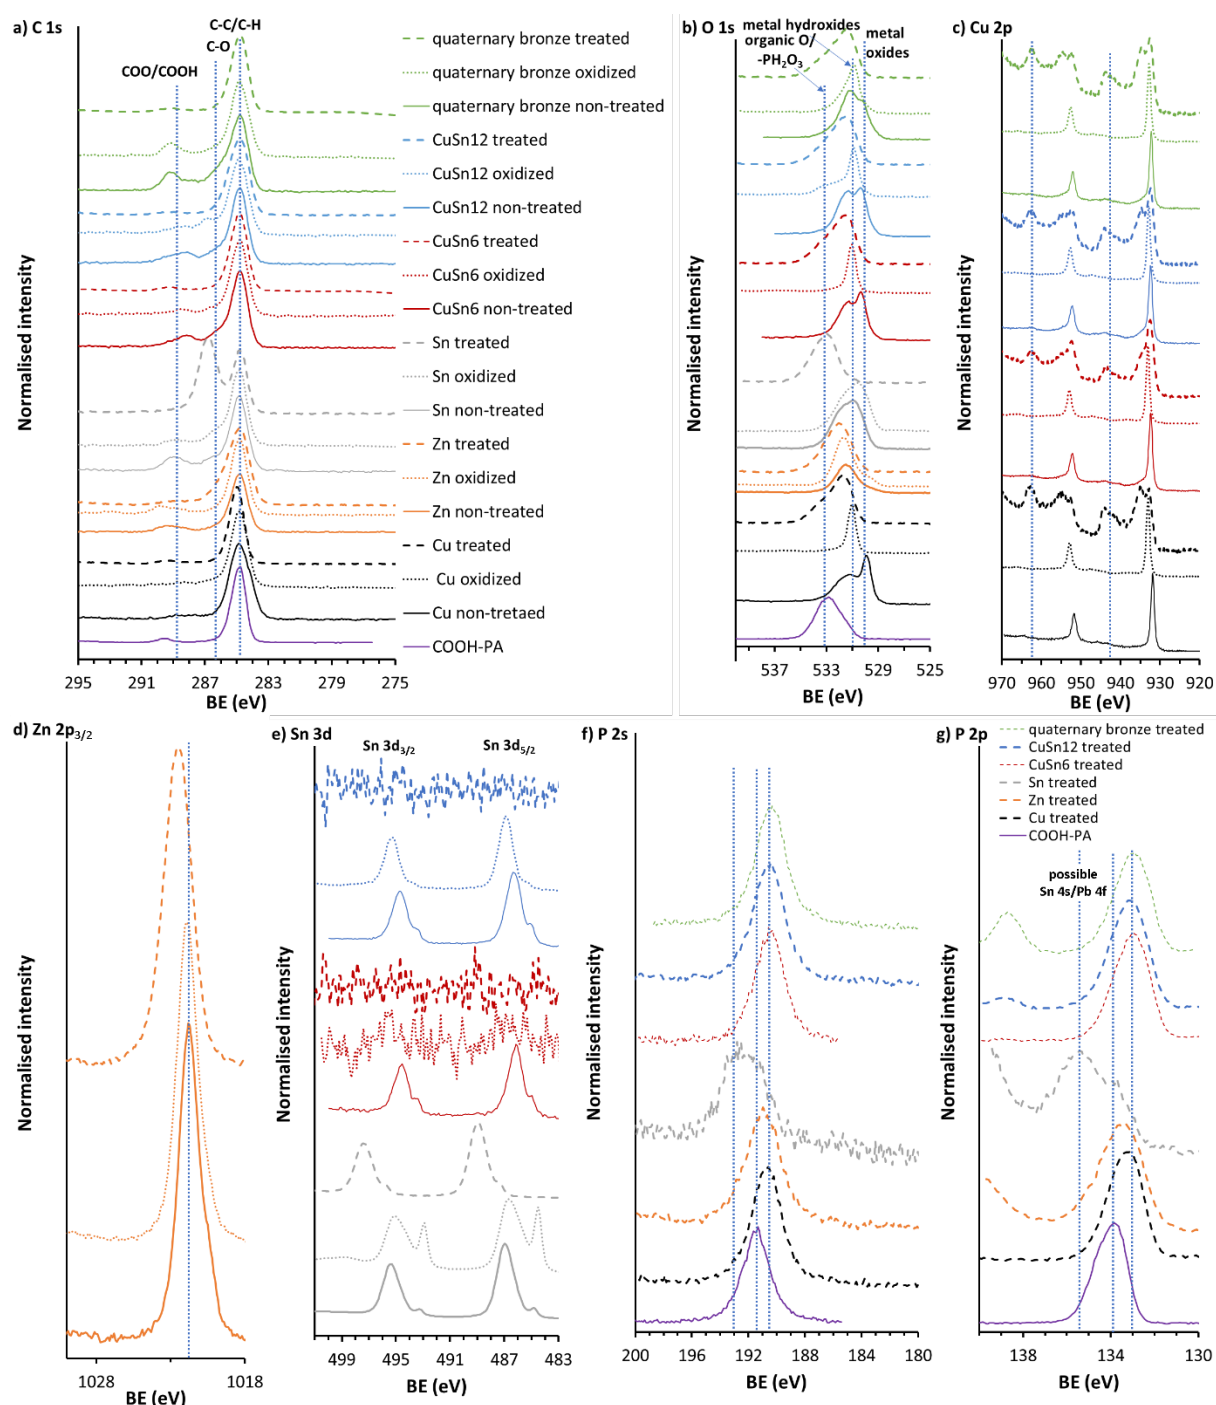 a) C 1s
C-C/C-H
C-O
COO/COOH
quaternary bronze treated
quaternary bronze oxidized
quaternary bronze non-treated
CuSn12 treated
CuSn12 oxidized
CuSn12 non-treated
CuSn6 treated
CuSn6 oxidized
CuSn6 non-treated
Sn treated
Sn oxidized
Sn non-treated
Zn treated
Zn oxidized
Zn non-treated
Cu treated
Cu oxidized
Cu non-tretaed
COOH-PA
Normalised intensity
295 291 287 283 279 275
BE (eV)
b) O 1s
metal hydroxides
organic O/
-PH₂O₃
metal
oxides
Normalised intensity
537 533 529 525
BE (eV)
c) Cu 2p
Normalised intensity
970 960 950 940 930 920
BE (eV)
d) Zn 2p₃/₂
Normalised intensity
1028 1018
BE (eV)
e) Sn 3d
Sn 3d₃/₂
Sn 3d₅/₂
Normalised intensity
499 495 491 487 483
BE (eV)
f) P 2s
Normalised intensity
200 196 192 188 184 180
BE (eV)
g) P 2p
quaternary bronze treated
CuSn12 treated
CuSn6 treated
Sn treated
Zn treated
Cu treated
COOH-PA
possible
Sn 4s/Pb 4f
Normalised intensity
138 134 130
BE (eV)